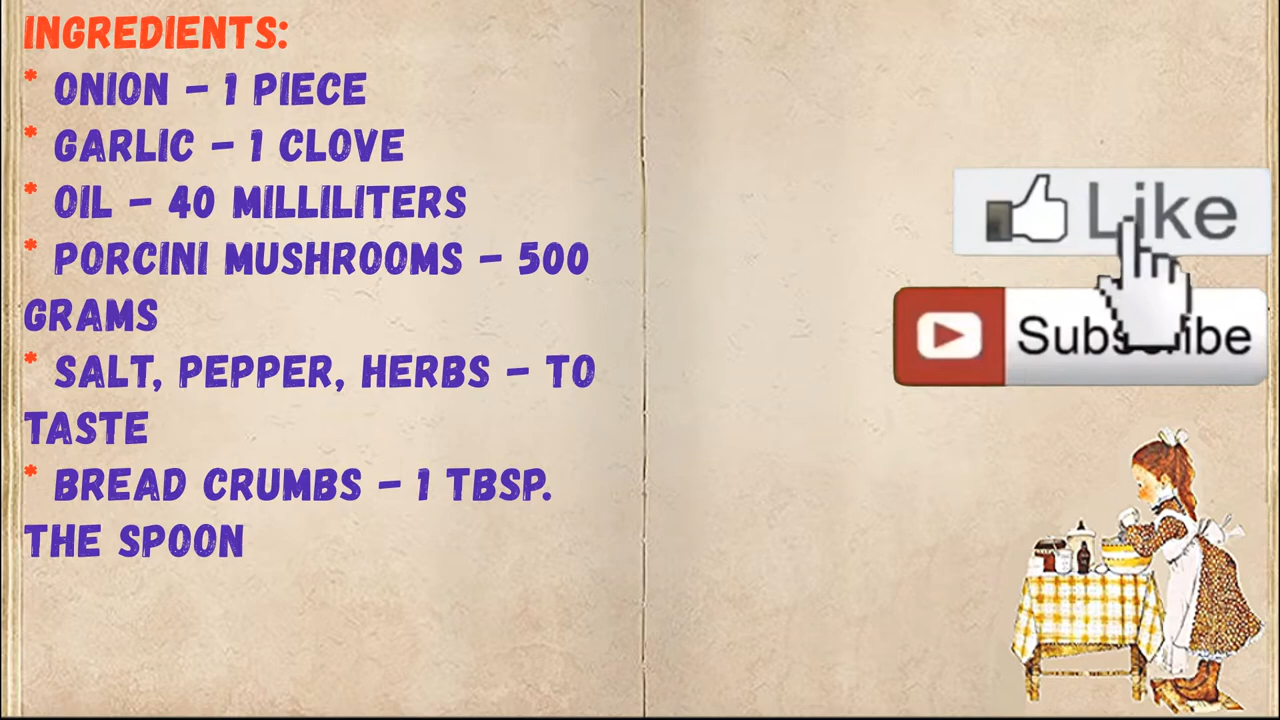 INGREDIENTS:
* ONION – 1 PIECE
* GARLIC – 1 CLOVE
* OIL – 40 MILLILITERS
* PORCINI MUSHROOMS – 500
GRAMS
* SALT, PEPPER, HERBS – TO
TASTE
* BREAD CRUMBS – 1 TBSP.
THE SPOON
Like
Subscribe